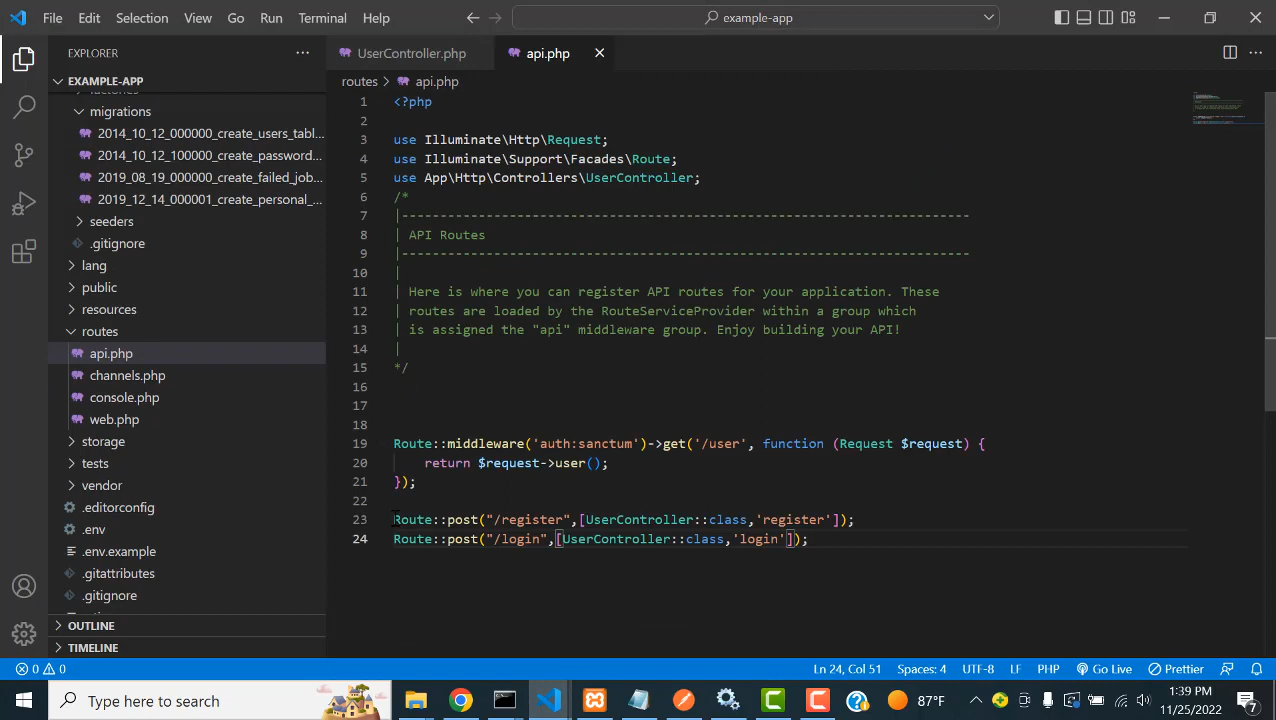 File Edit Selection View Go Run Terminal Help
example-app
EXPLORER
UserController.php
api.php
EXAMPLE-APP
routes > api.php
factories
migrations
2014_10_12_000000_create_users_tabl...
2014_10_12_100000_create_password...
2019_08_19_000000_create_failed_job...
2019_12_14_000001_create_personal_...
seeders
.gitignore
lang
public
resources
routes
api.php
channels.php
console.php
web.php
storage
tests
vendor
.editorconfig
.env
.env.example
.gitattributes
.gitignore
OUTLINE
TIMELINE
1 <?php
2
3 use Illuminate\Http\Request;
4 use Illuminate\Support\Facades\Route;
5 use App\Http\Controllers\UserController;
6 /*
7 |--------------------------------------------------------------------------
8 | API Routes
9 |--------------------------------------------------------------------------
10 |
11 | Here is where you can register API routes for your application. These
12 | routes are loaded by the RouteServiceProvider within a group which
13 | is assigned the "api" middleware group. Enjoy building your API!
14 |
15 */
16
17
18
19 Route::middleware('auth:sanctum')->get('/user', function (Request $request) {
20 return $request->user();
21 });
22
23 Route::post("/register",[UserController::class,'register']);
24 Route::post("/login",[UserController::class,'login']);
0 0 Ln 24, Col 51 Spaces: 4 UTF-8 LF PHP Go Live Prettier
Type here to search
87°F
1:39 PM
11/25/2022
7